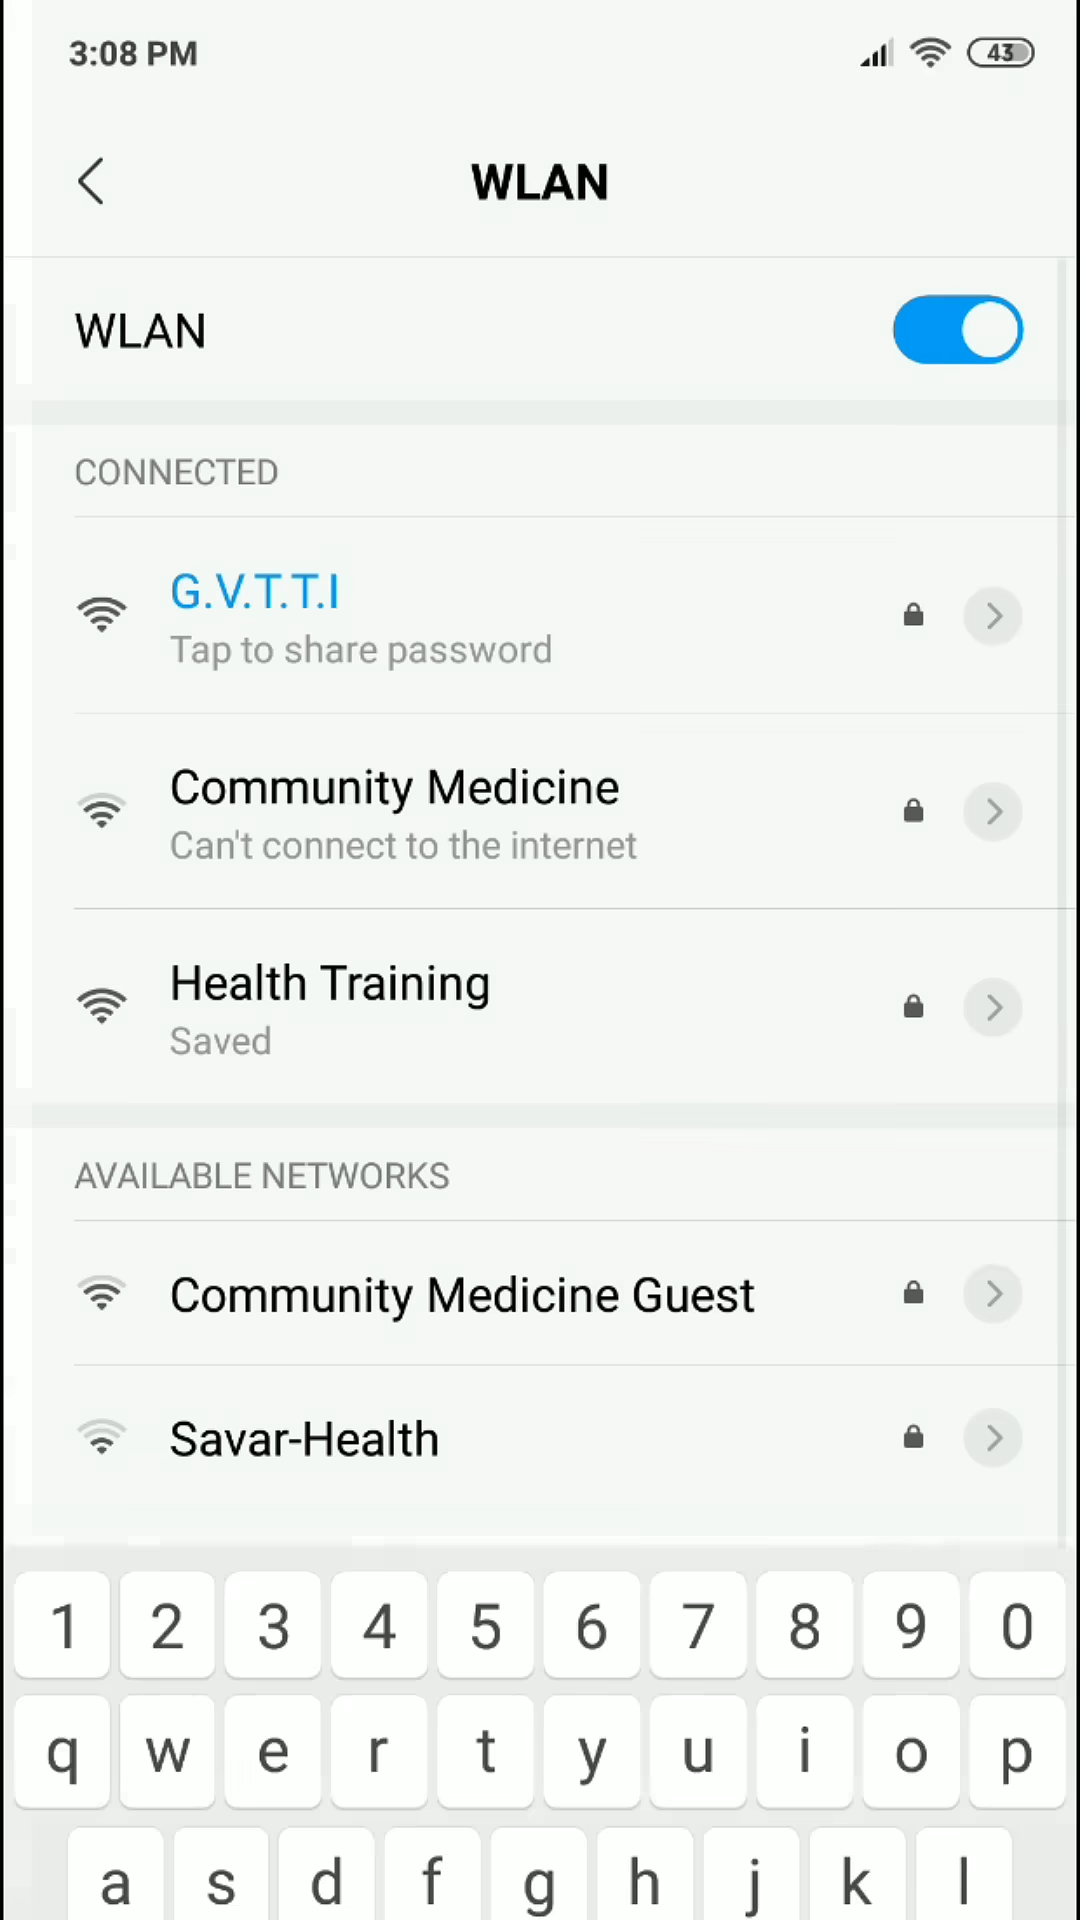 3:08 PM 43
WLAN
WLAN
CONNECTED
G.V.T.T.I
Tap to share password
Community Medicine
Can't connect to the internet
Health Training
Saved
AVAILABLE NETWORKS
Community Medicine Guest
Savar-Health
1 2 3 4 5 6 7 8 9 0
q w e r t y u i o p
a s d f g h j k l